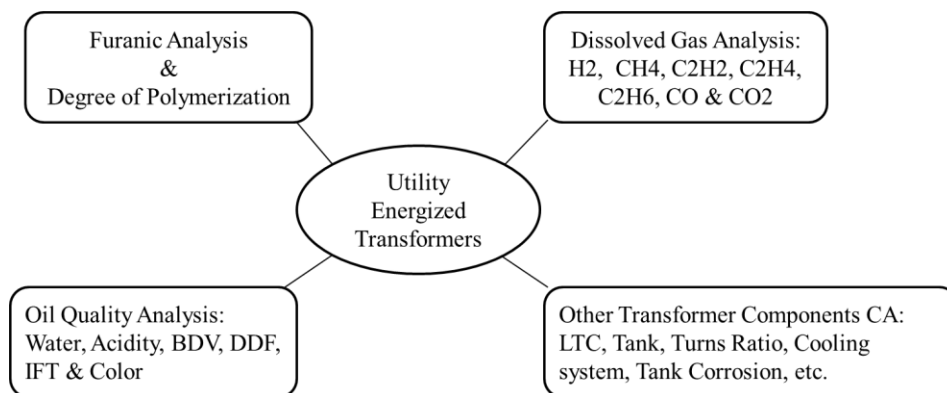 Furanic Analysis
&
Degree of Polymerization
Dissolved Gas Analysis:
H2, CH4, C2H2, C2H4,
C2H6, CO & CO2
Utility
Energized
Transformers
Oil Quality Analysis:
Water, Acidity, BDV, DDF,
IFT & Color
Other Transformer Components CA:
LTC, Tank, Turns Ratio, Cooling
system, Tank Corrosion, etc.